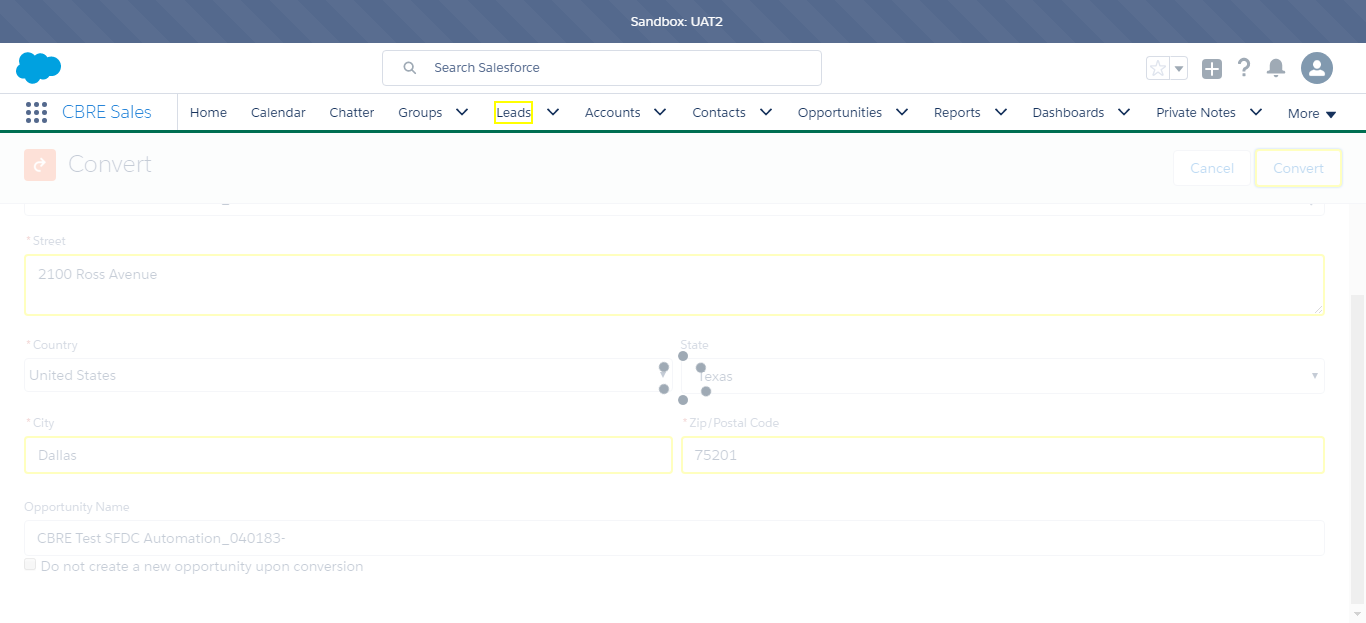 Sandbox: UAT2
Search Salesforce
CBRE Sales
Home Calendar Chatter Groups Leads Accounts Contacts Opportunities Reports Dashboards Private Notes More
Convert
Cancel Convert
* Street
2100 Ross Avenue
* Country State
United States Texas
* City * Zip/Postal Code
Dallas 75201
Opportunity Name
CBRE Test SFDC Automation_040183-
Do not create a new opportunity upon conversion